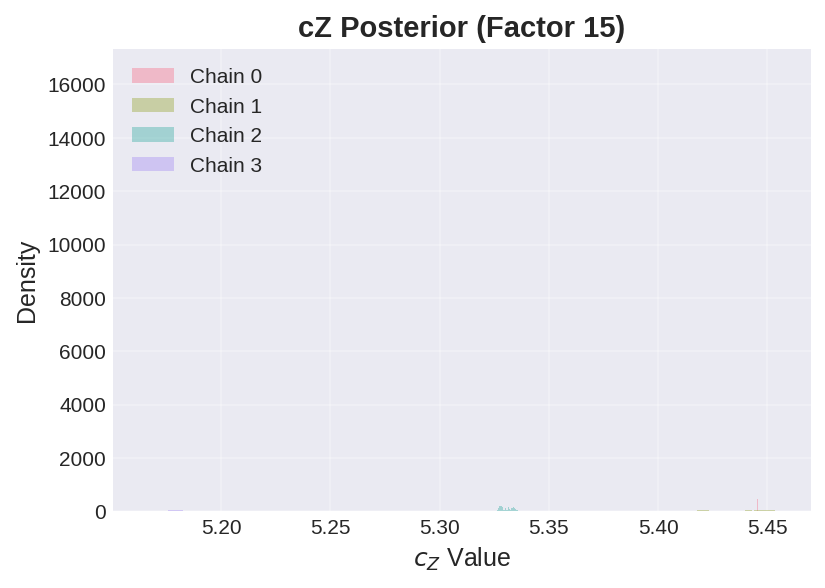 cZ Posterior (Factor 15)
16000
14000
12000
10000
8000
6000
4000
2000
0
Density
Chain 0
Chain 1
Chain 2
Chain 3
5.20 5.25 5.30 5.35 5.40 5.45
c_Z Value